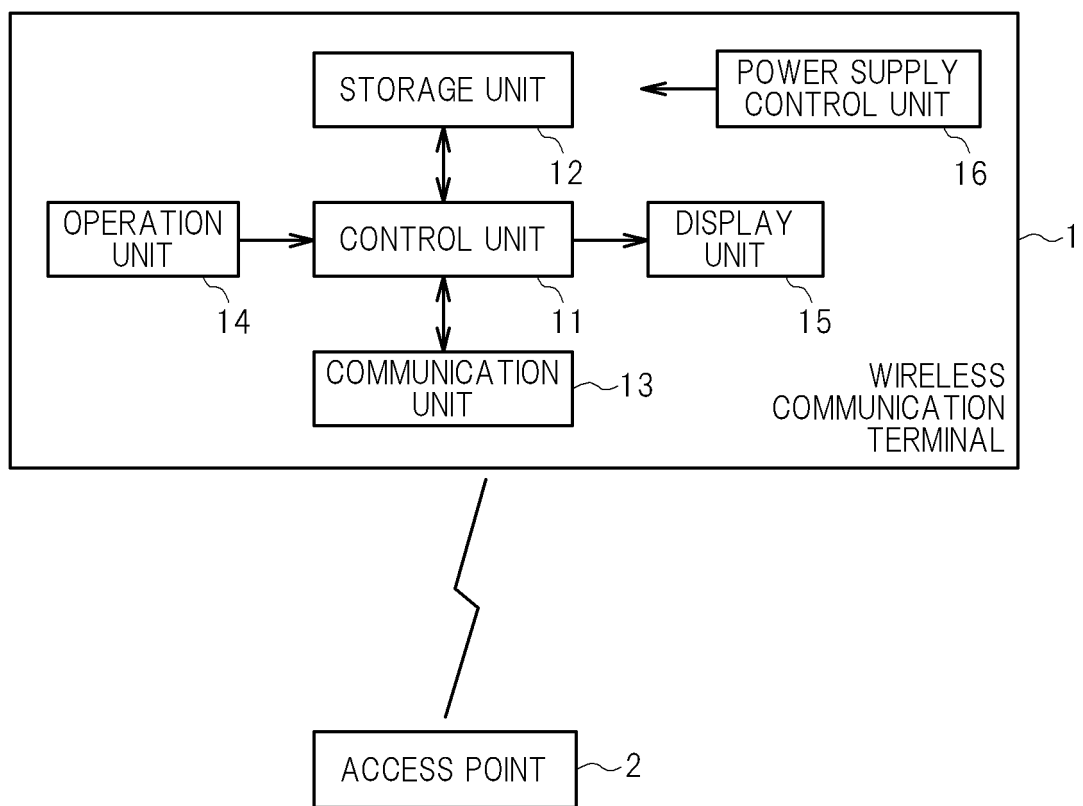 STORAGE UNIT
12
POWER SUPPLY
CONTROL UNIT
16
OPERATION
UNIT
14
CONTROL UNIT
11
DISPLAY
UNIT
15
1
COMMUNICATION
UNIT
13
WIRELESS
COMMUNICATION
TERMINAL
ACCESS POINT
2